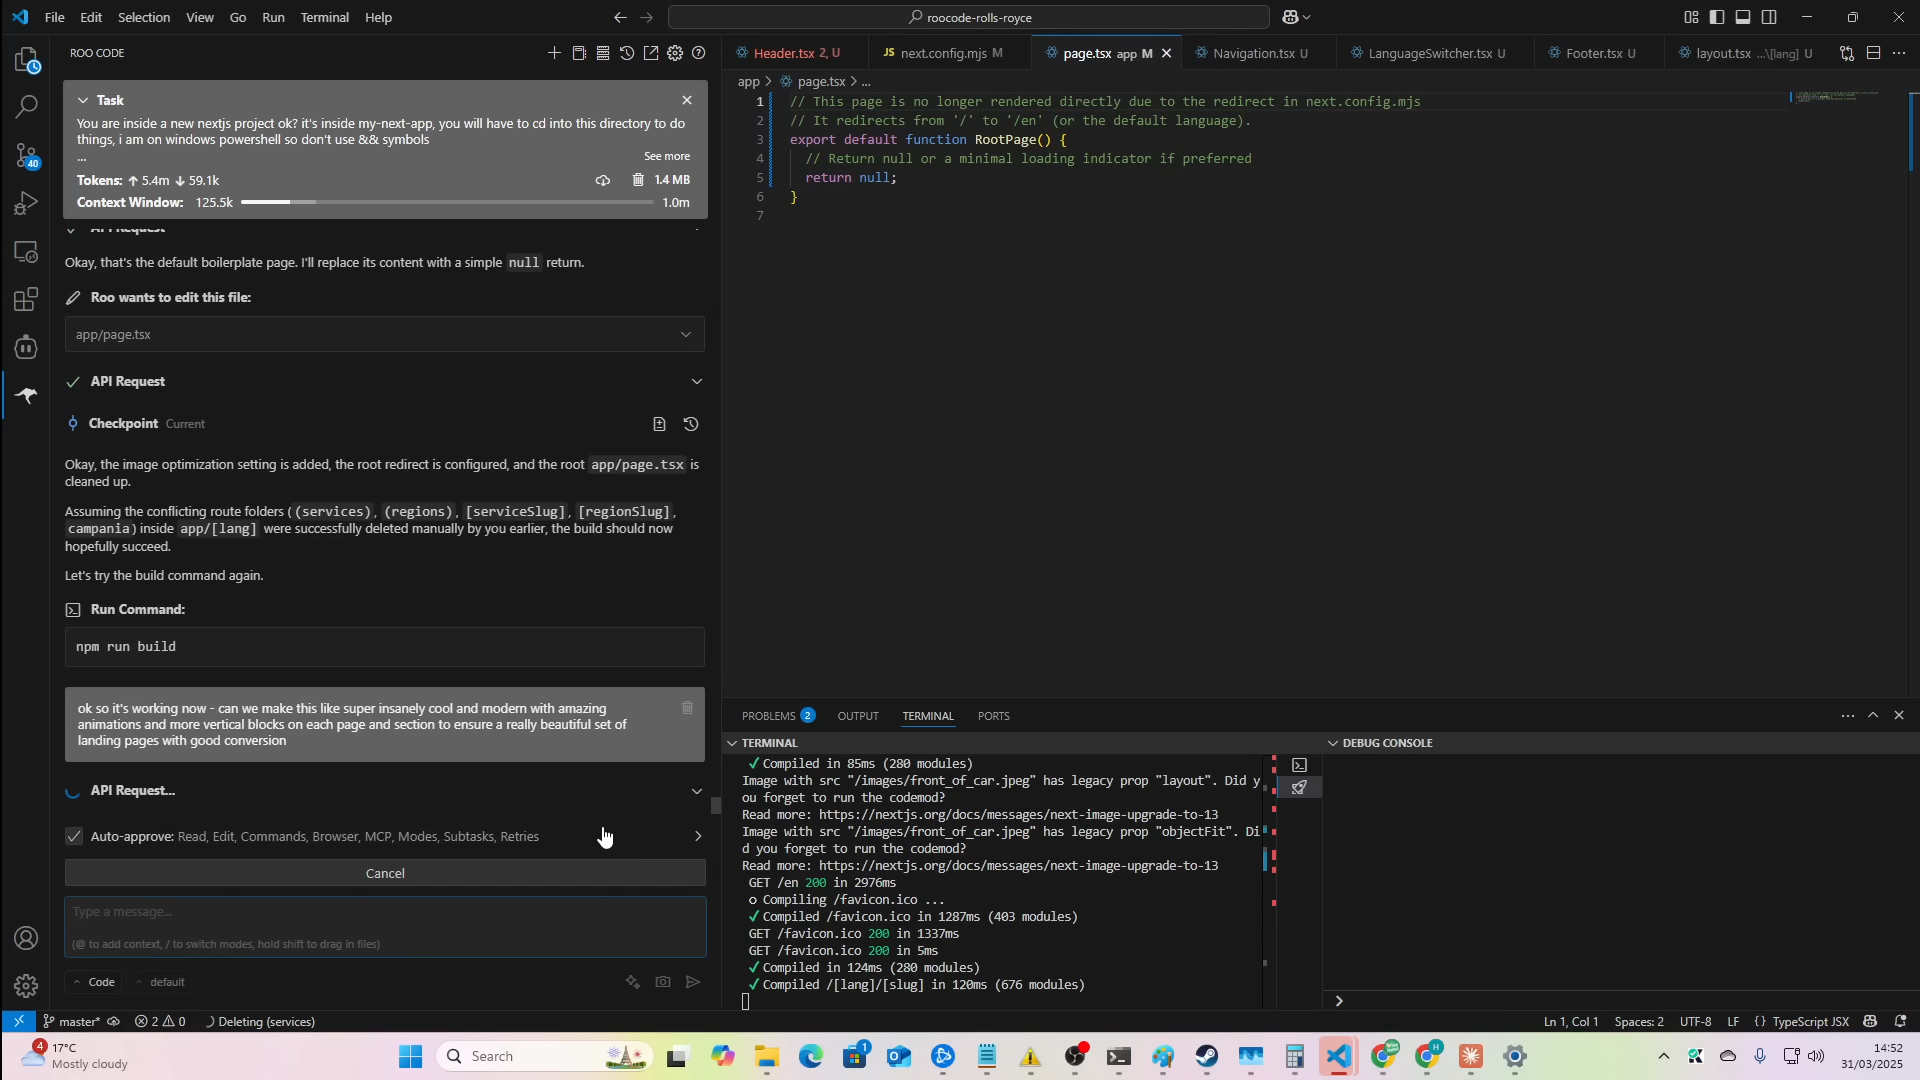 File Edit Selection View Go Run Terminal Help
roocode-rolls-royce
ROO CODE
Header.tsx 2, U
JS next.config.mjs M
page.tsx app M
Navigation.tsx U
LanguageSwitcher.tsx U
Footer.tsx U
layout.tsx ...\[lang] U
app > page.tsx > ...
Task
You are inside a new nextjs project ok? it's inside my-next-app, you will have to cd into this directory to do
things, i am on windows powershell so don't use && symbols
...
See more
Tokens: ↑ 5.4m ↓ 59.1k
1.4 MB
Context Window: 125.5k
1.0m
API Request
Okay, that's the default boilerplate page. I'll replace its content with a simple null return.
Roo wants to edit this file:
app/page.tsx
API Request
Checkpoint Current
Okay, the image optimization setting is added, the root redirect is configured, and the root app/page.tsx is
cleaned up.
Assuming the conflicting route folders ( (services), (regions), [serviceSlug], [regionSlug],
campania ) inside app/[lang] were successfully deleted manually by you earlier, the build should now
hopefully succeed.
Let's try the build command again.
Run Command:
npm run build
ok so it's working now - can we make this like super insanely cool and modern with amazing
animations and more vertical blocks on each page and section to ensure a really beautiful set of
landing pages with good conversion
API Request...
Auto-approve: Read, Edit, Commands, Browser, MCP, Modes, Subtasks, Retries
Cancel
Type a message...
(@ to add context, / to switch modes, hold shift to drag in files)
Code
default
1 // This page is no longer rendered directly due to the redirect in next.config.mjs
2 // It redirects from '/' to '/en' (or the default language).
3 export default function RootPage() {
4 // Return null or a minimal loading indicator if preferred
5 return null;
6 }
7
PROBLEMS 2 OUTPUT TERMINAL PORTS
TERMINAL
✓ Compiled in 85ms (280 modules)
Image with src "/images/front_of_car.jpeg" has legacy prop "layout". Did y
ou forget to run the codemod?
Read more: https://nextjs.org/docs/messages/next-image-upgrade-to-13
Image with src "/images/front_of_car.jpeg" has legacy prop "objectFit". Di
d you forget to run the codemod?
Read more: https://nextjs.org/docs/messages/next-image-upgrade-to-13
GET /en 200 in 2976ms
○ Compiling /favicon.ico ...
✓ Compiled /favicon.ico in 1287ms (403 modules)
GET /favicon.ico 200 in 1337ms
GET /favicon.ico 200 in 5ms
✓ Compiled in 124ms (280 modules)
✓ Compiled /[lang]/[slug] in 120ms (676 modules)
DEBUG CONSOLE
40
master* 2 0 Deleting (services)
Ln 1, Col 1 Spaces: 2 UTF-8 LF {} TypeScript JSX
4
17°C
Mostly cloudy
Search
1
H
14:52
31/03/2025